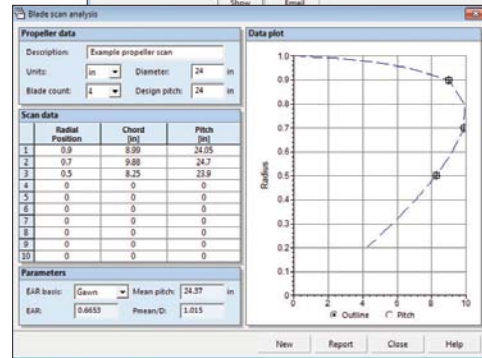 Show Email
Blade scan analysis
Propeller data
Description: Example propeller scan
Units: in Diameter: 24 in
Blade count: 4 Design pitch: 24 in
Scan data
Radial Position Chord [in] Pitch [in]
1 0.9 8.99 24.05
2 0.7 9.88 24.7
3 0.5 8.25 23.9
4 0 0 0
5 0 0 0
6 0 0 0
7 0 0 0
8 0 0 0
9 0 0 0
10 0 0 0
Parameters
EAR basis: Gawn Mean pitch: 24.37 in
EAR: 0.6653 Pmean/D: 1.015
Data plot
1.0
0.9
0.8
0.7
0.6
0.5
0.4
0.3
0.2
0.1
0
Radius
0 2 4 6 8 10
Outline Pitch
New Report Close Help